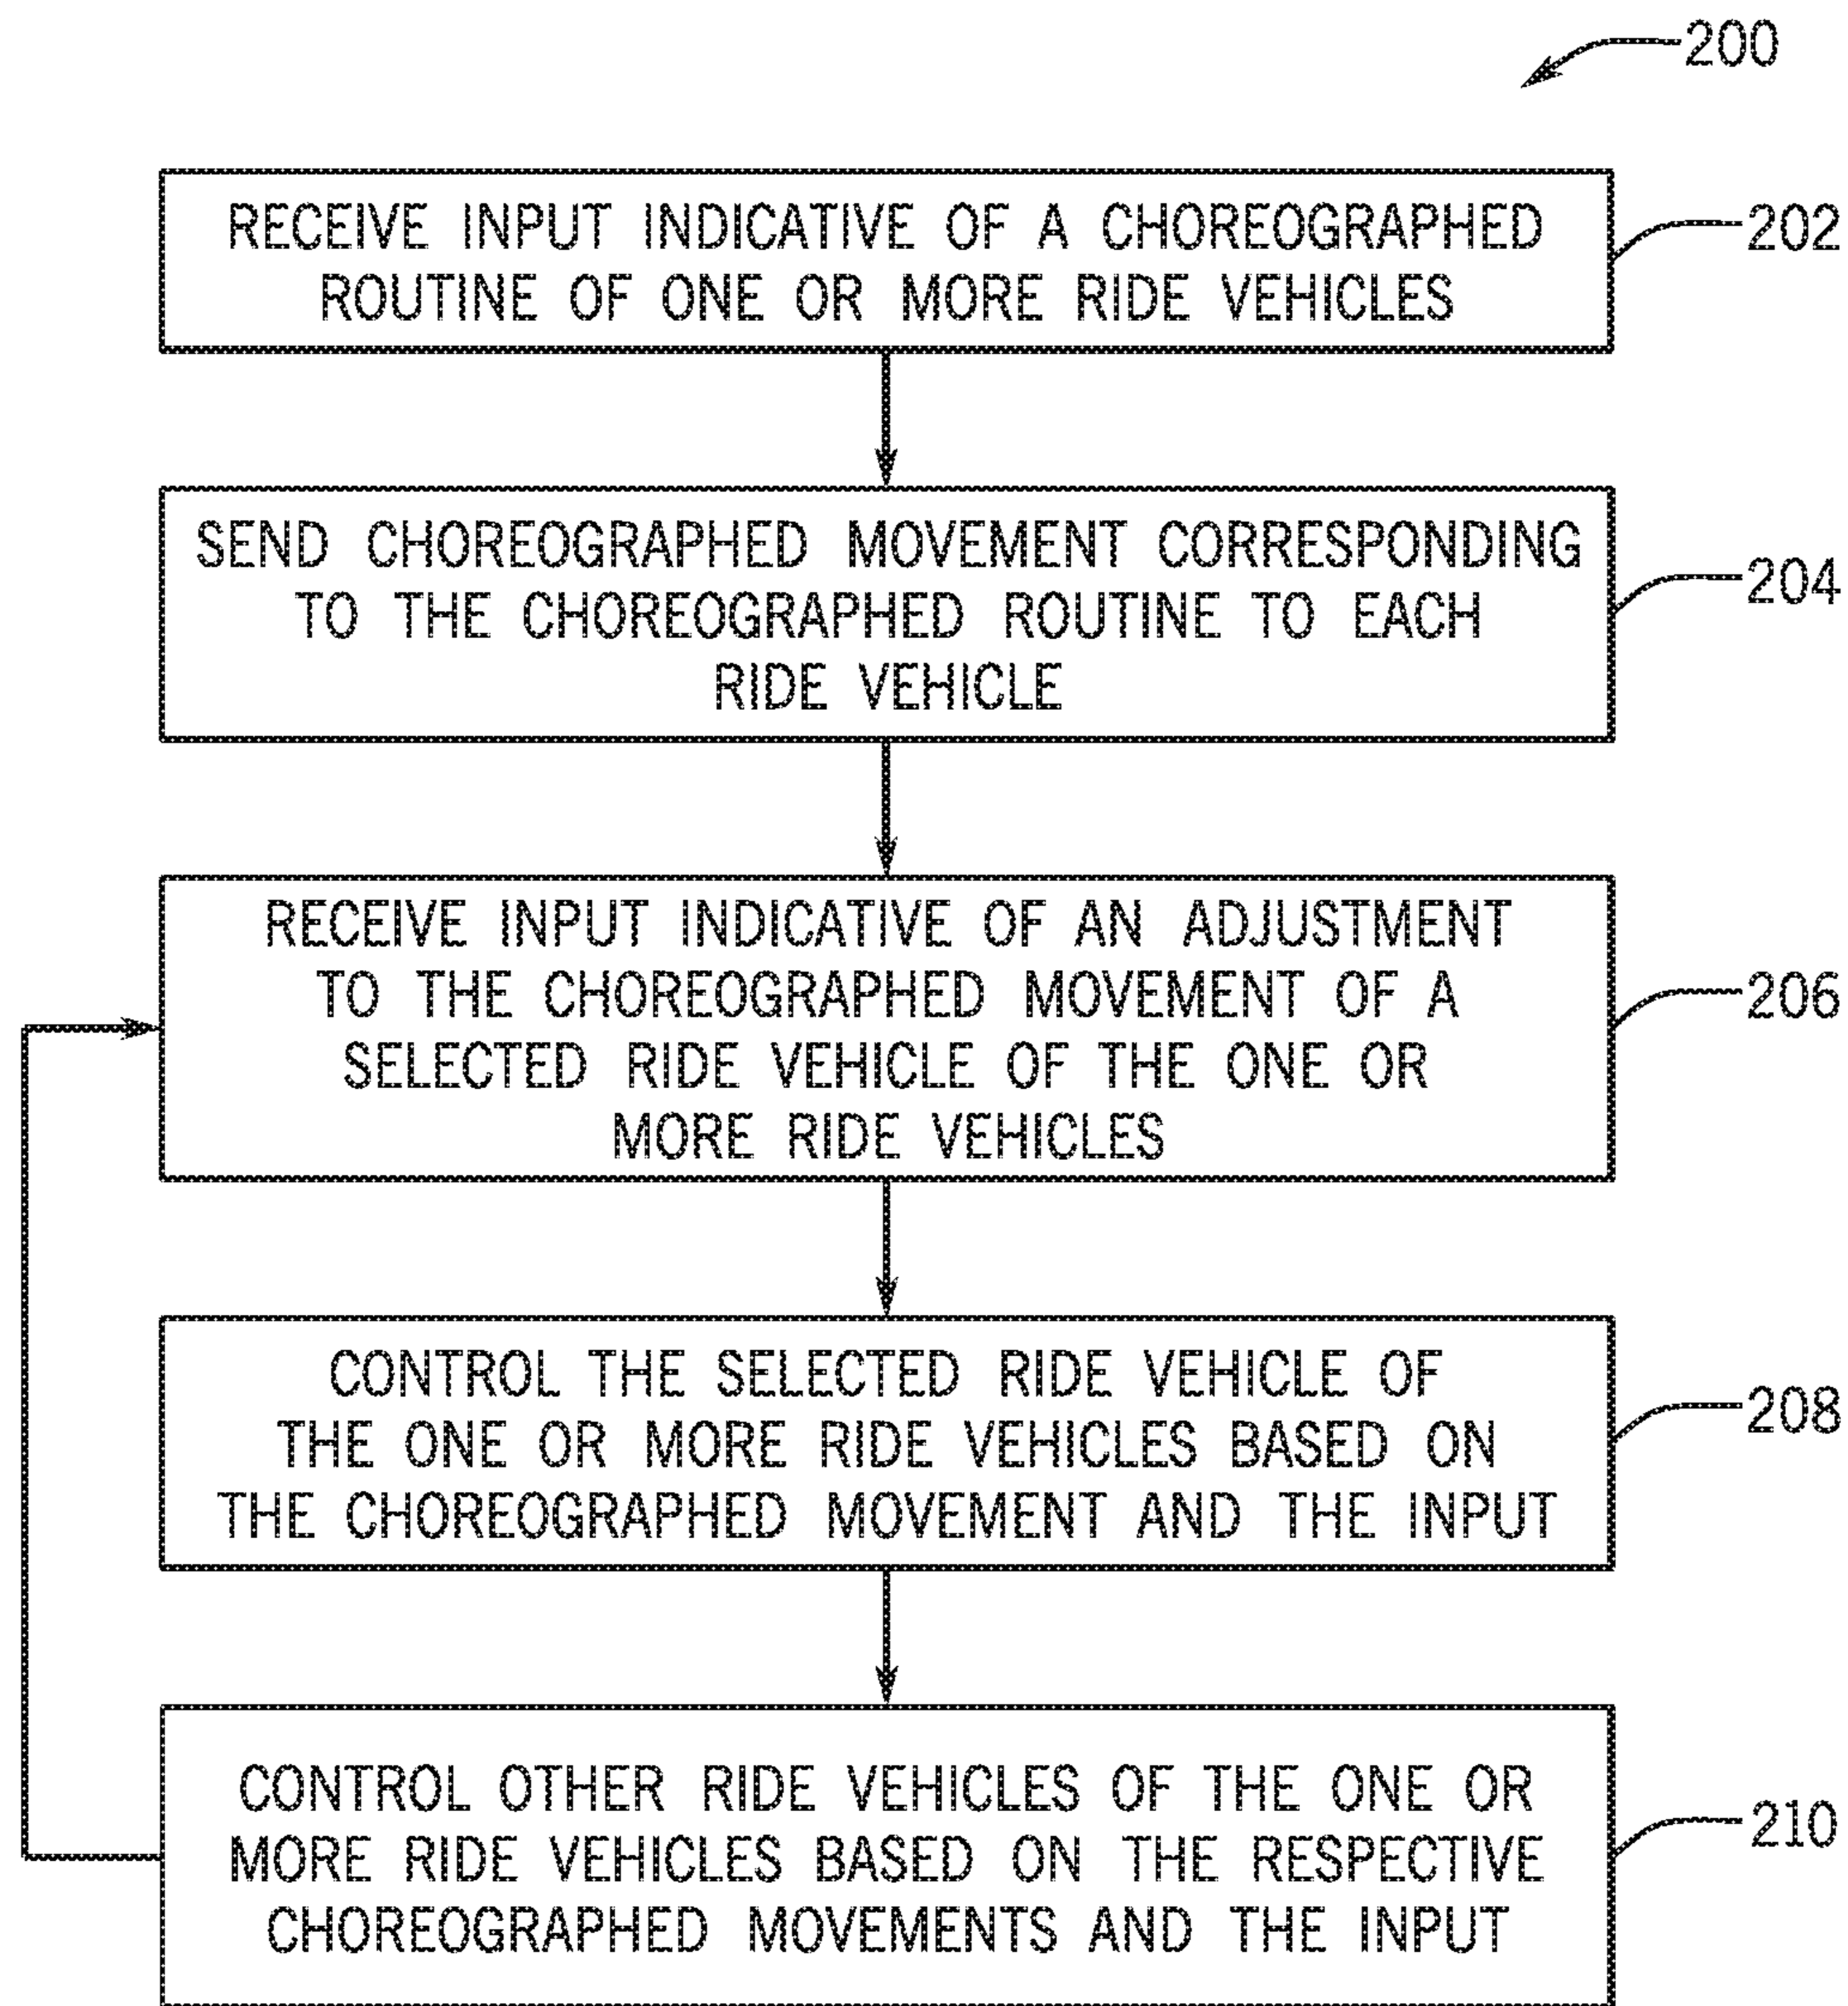 200
RECEIVE INPUT INDICATIVE OF A CHOREOGRAPHED
ROUTINE OF ONE OR MORE RIDE VEHICLES
202
SEND CHOREOGRAPHED MOVEMENT CORRESPONDING
TO THE CHOREOGRAPHED ROUTINE TO EACH
RIDE VEHICLE
204
RECEIVE INPUT INDICATIVE OF AN ADJUSTMENT
TO THE CHOREOGRAPHED MOVEMENT OF A
SELECTED RIDE VEHICLE OF THE ONE OR
MORE RIDE VEHICLES
206
CONTROL THE SELECTED RIDE VEHICLE OF
THE ONE OR MORE RIDE VEHICLES BASED ON
THE CHOREOGRAPHED MOVEMENT AND THE INPUT
208
CONTROL OTHER RIDE VEHICLES OF THE ONE OR
MORE RIDE VEHICLES BASED ON THE RESPECTIVE
CHOREOGRAPHED MOVEMENTS AND THE INPUT
210